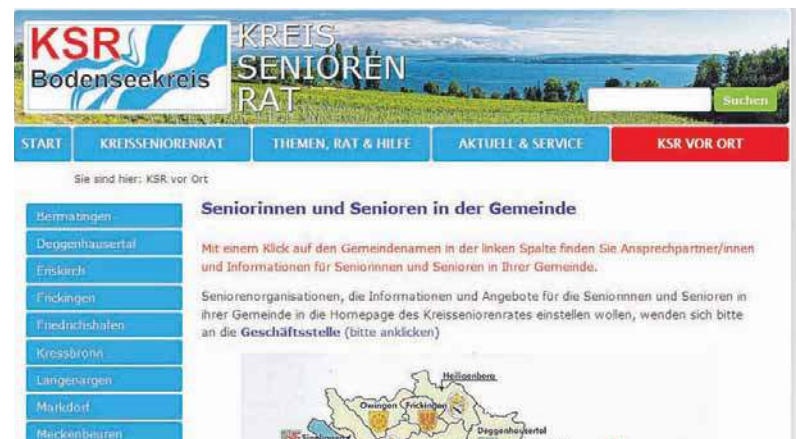 KSR
Bodenseekreis
KREIS
SENIOREN
RAT
Suchen
START
KREISSENIORENRAT
THEMEN, RAT & HILFE
AKTUELL & SERVICE
KSR VOR ORT
Sie sind hier: KSR vor Ort
Bermatingen
Deggenhausertal
Eriskirch
Frickingen
Friedrichshafen
Kressbronn
Langenargen
Markdorf
Meckenbeuren
Seniorinnen und Senioren in der Gemeinde
Mit einem Klick auf den Gemeindenamen in der linken Spalte finden Sie Ansprechpartner/innen
und Informationen für Seniorinnen und Senioren in Ihrer Gemeinde.
Seniorenorganisationen, die Informationen und Angebote für die Seniorinnen und Senioren in
ihrer Gemeinde in die Homepage des Kreisseniorenrates einstellen wollen, wenden sich bitte
an die Geschäftsstelle (bitte anklicken)
Heiligenberg
Owingen
Frickingen
Deggenhausertal